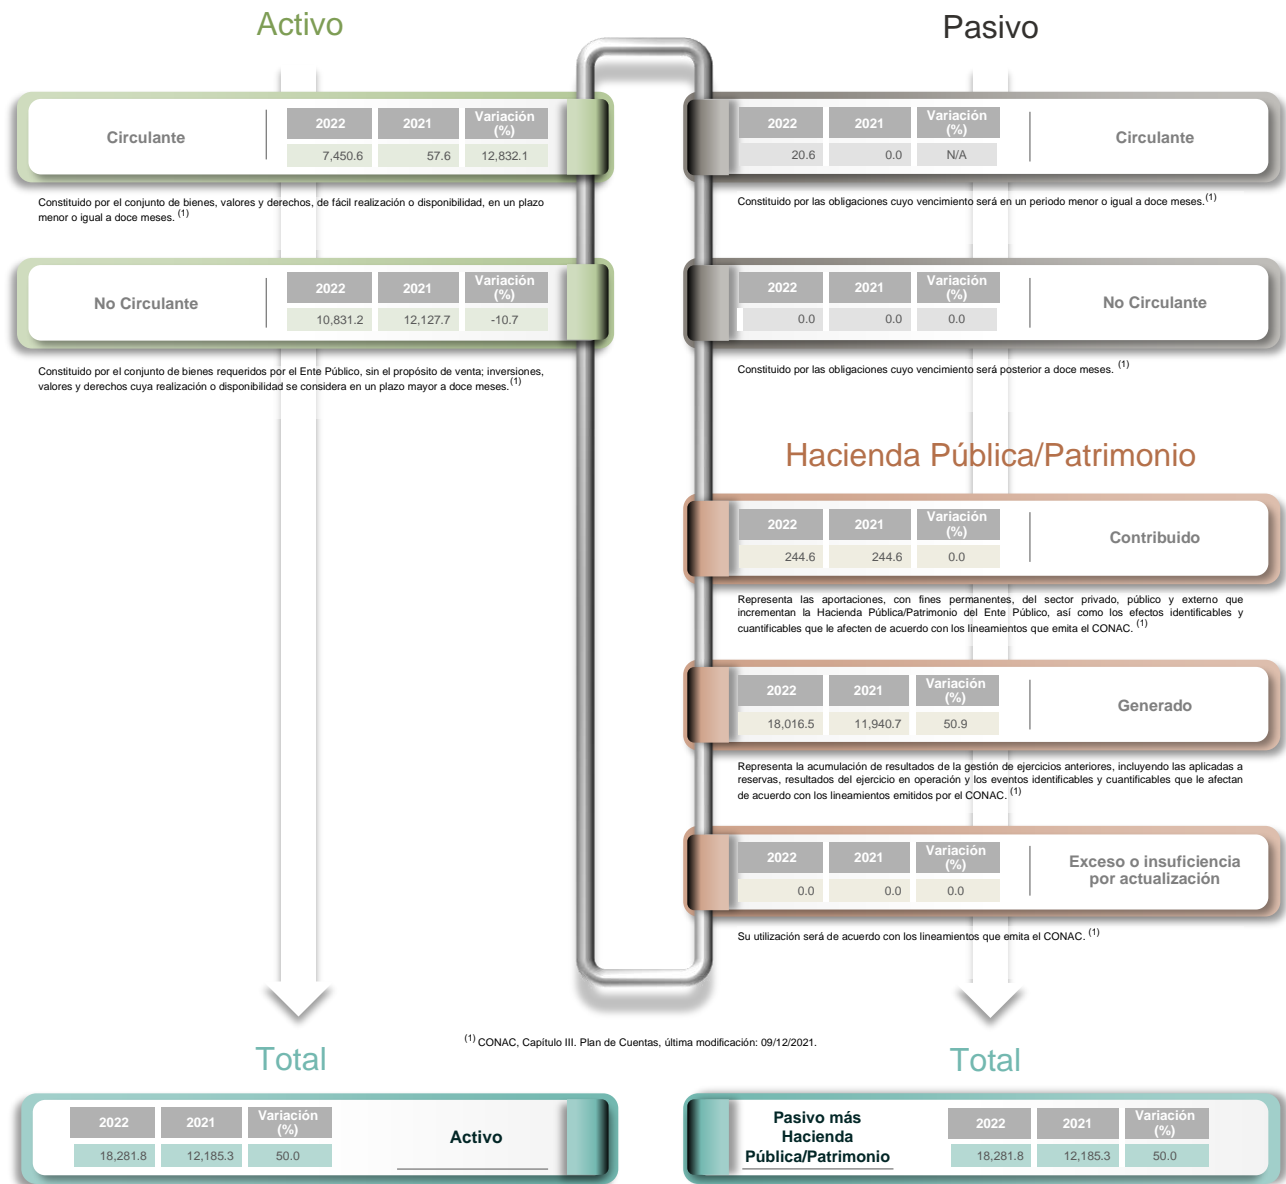 Activo
Circulante
2022 2021 Variación (%)
7,450.6 57.6 12,832.1
Constituido por el conjunto de bienes, valores y derechos, de fácil realización o disponibilidad, en un plazo
menor o igual a doce meses. (1)
No Circulante
2022 2021 Variación (%)
10,831.2 12,127.7 -10.7
Constituido por el conjunto de bienes requeridos por el Ente Público, sin el propósito de venta; inversiones,
valores y derechos cuya realización o disponibilidad se considera en un plazo mayor a doce meses. (1)
Pasivo
2022 2021 Variación (%)
20.6 0.0 N/A
Circulante
Constituido por las obligaciones cuyo vencimiento será en un periodo menor o igual a doce meses. (1)
2022 2021 Variación (%)
0.0 0.0 0.0
No Circulante
Constituido por las obligaciones cuyo vencimiento será posterior a doce meses. (1)
Hacienda Pública/Patrimonio
2022 2021 Variación (%)
244.6 244.6 0.0
Contribuido
Representa las aportaciones, con fines permanentes, del sector privado, público y externo que
incrementan la Hacienda Pública/Patrimonio del Ente Público, así como los efectos identificables y
cuantificables que le afecten de acuerdo con los lineamientos que emita el CONAC. (1)
2022 2021 Variación (%)
18,016.5 11,940.7 50.9
Generado
Representa la acumulación de resultados de la gestión de ejercicios anteriores, incluyendo las aplicadas a
reservas, resultados del ejercicio en operación y los eventos identificables y cuantificables que le afectan
de acuerdo con los lineamientos emitidos por el CONAC. (1)
2022 2021 Variación (%)
0.0 0.0 0.0
Exceso o insuficiencia
por actualización
Su utilización será de acuerdo con los lineamientos que emita el CONAC. (1)
(1) CONAC, Capítulo III. Plan de Cuentas, última modificación: 09/12/2021.
Total
2022 2021 Variación (%)
18,281.8 12,185.3 50.0
Activo
Total
Pasivo más
Hacienda
Pública/Patrimonio
2022 2021 Variación (%)
18,281.8 12,185.3 50.0